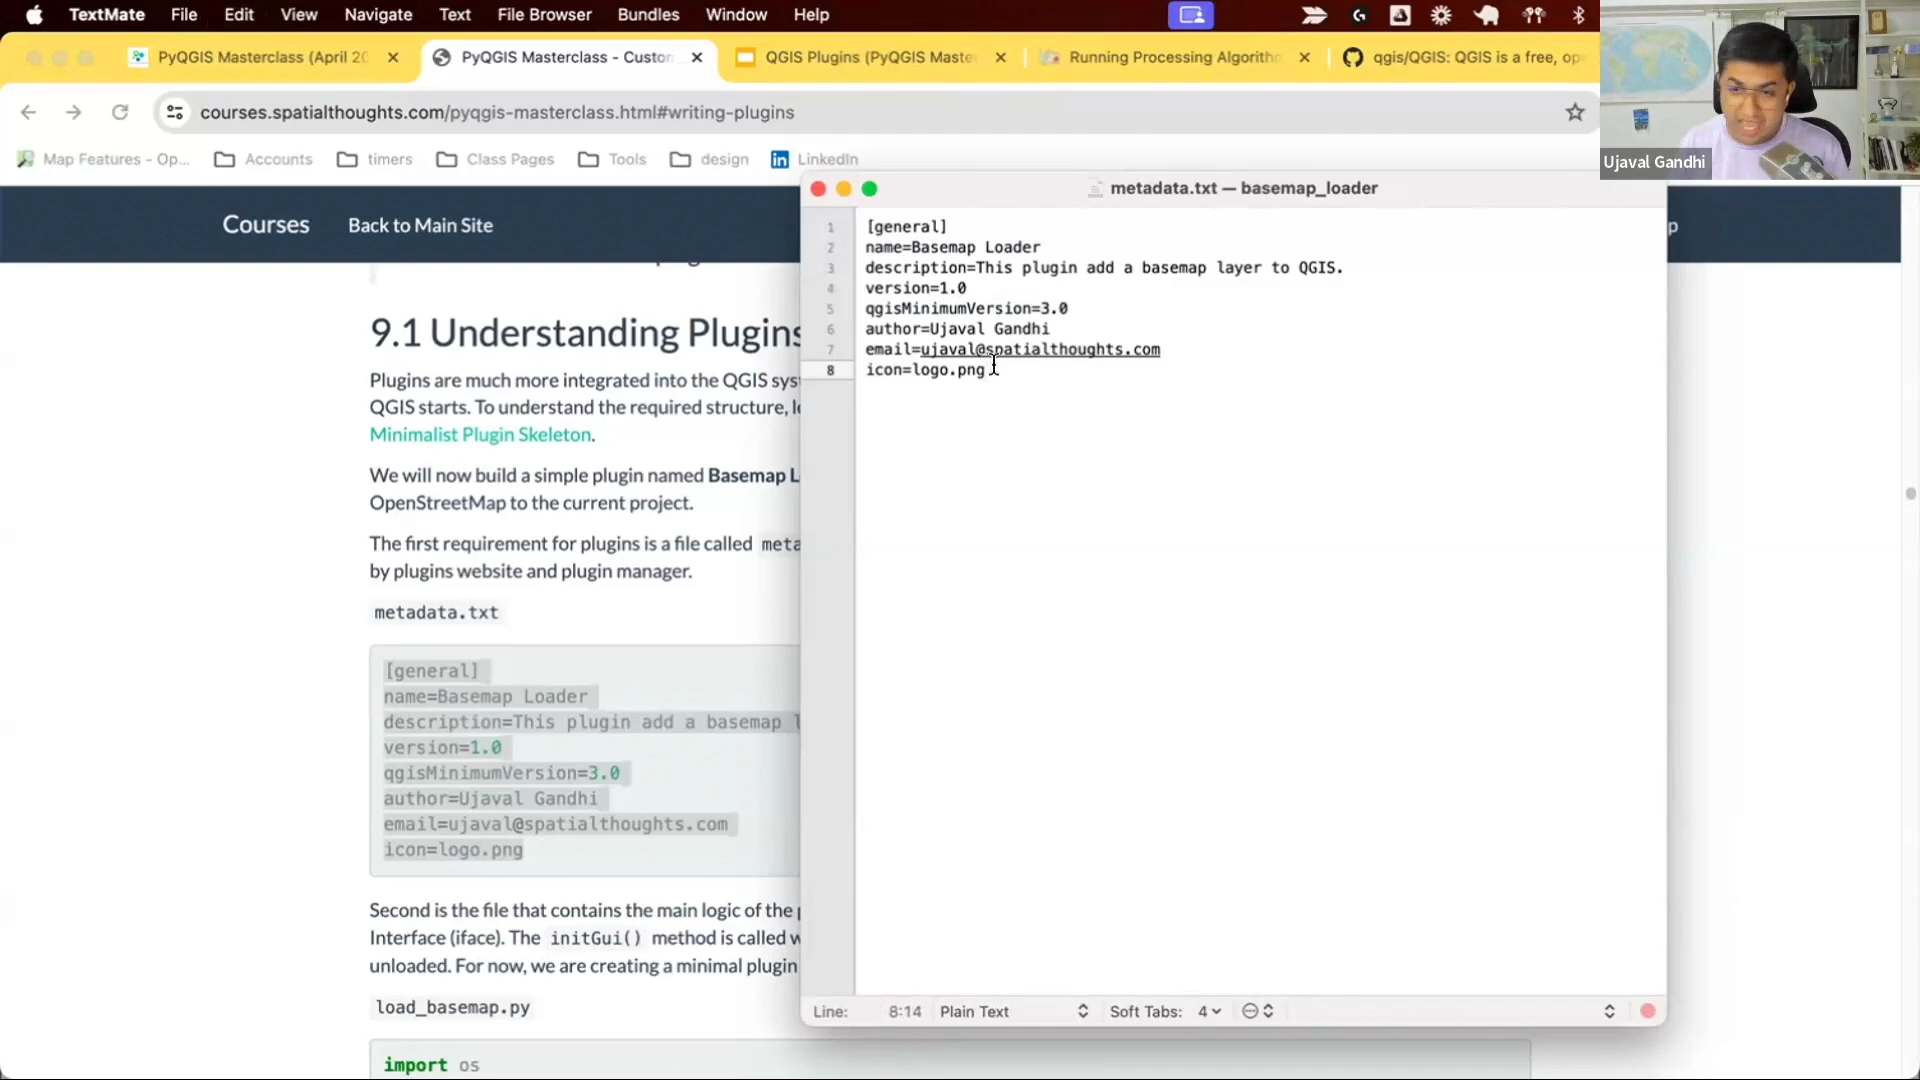 TextMate File Edit View Navigate Text File Browser Bundles Window Help
PyQGIS Masterclass (April 20
PyQGIS Masterclass - Custom
QGIS Plugins (PyQGIS Master
Running Processing Algorithm
qgis/QGIS: QGIS is a free, op
courses.spatialthoughts.com/pyqgis-masterclass.html#writing-plugins
Map Features - Op... Accounts timers Class Pages Tools design LinkedIn
Ujaval Gandhi
Courses Back to Main Site
9.1 Understanding Plugins
Plugins are much more integrated into the QGIS sys
QGIS starts. To understand the required structure, le
Minimalist Plugin Skeleton.
We will now build a simple plugin named Basemap L
OpenStreetMap to the current project.
The first requirement for plugins is a file called meta
by plugins website and plugin manager.
metadata.txt
[general]
name=Basemap Loader
description=This plugin add a basemap l
version=1.0
qgisMinimumVersion=3.0
author=Ujaval Gandhi
email=ujaval@spatialthoughts.com
icon=logo.png
Second is the file that contains the main logic of the p
Interface (iface). The initGui() method is called w
unloaded. For now, we are creating a minimal plugin
load_basemap.py
import os
metadata.txt — basemap_loader
1 [general]
2 name=Basemap Loader
3 description=This plugin add a basemap layer to QGIS.
4 version=1.0
5 qgisMinimumVersion=3.0
6 author=Ujaval Gandhi
7 email=ujaval@spatialthoughts.com
8 icon=logo.png
Line: 8:14 Plain Text Soft Tabs: 4